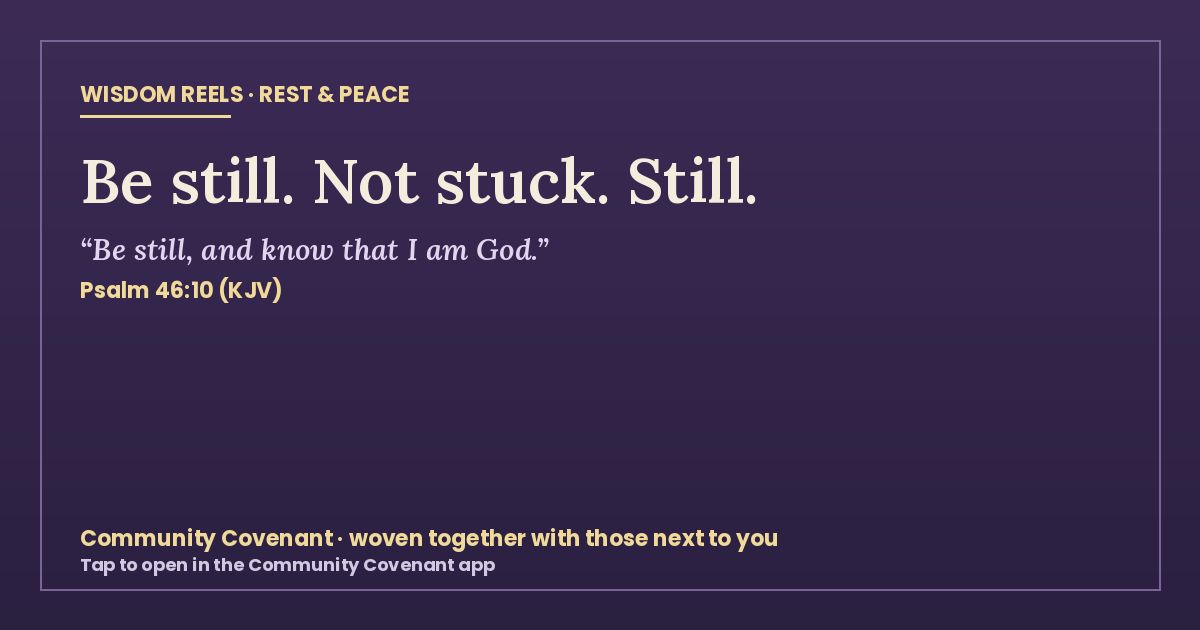 WISDOM REELS · REST & PEACE
Be still. Not stuck. Still.
“Be still, and know that I am God.”
Psalm 46:10 (KJV)
Community Covenant · woven together with those next to you
Tap to open in the Community Covenant app